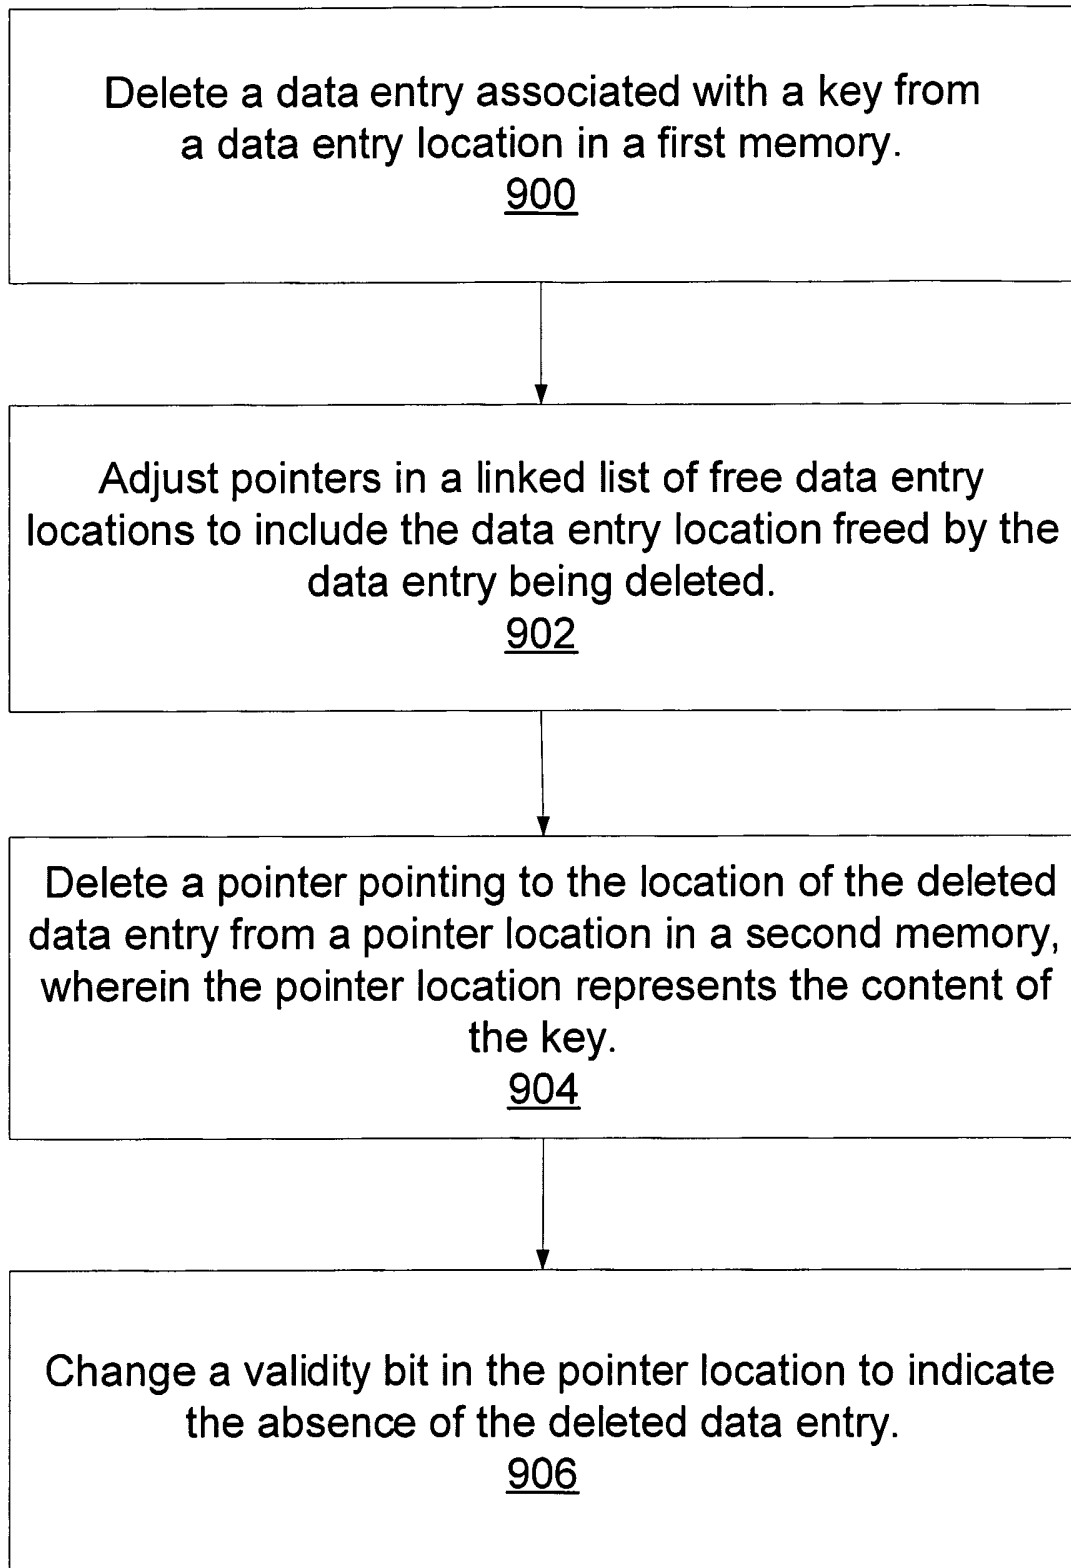 Delete a data entry associated with a key from
a data entry location in a first memory.
900
Adjust pointers in a linked list of free data entry
locations to include the data entry location freed by the
data entry being deleted.
902
Delete a pointer pointing to the location of the deleted
data entry from a pointer location in a second memory,
wherein the pointer location represents the content of
the key.
904
Change a validity bit in the pointer location to indicate
the absence of the deleted data entry.
906